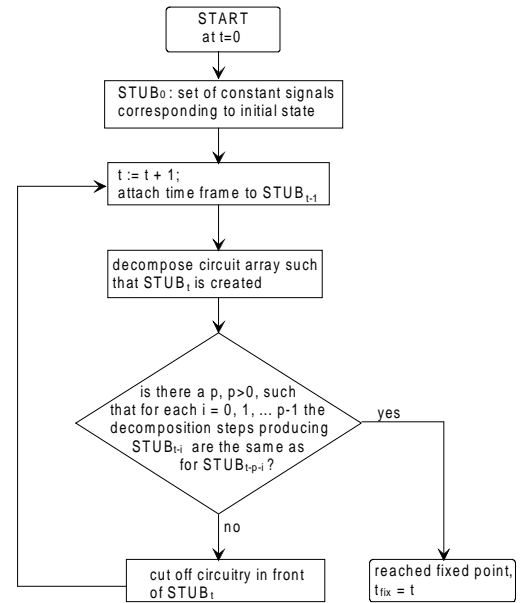 START
at t=0
STUB₀ : set of constant signals
corresponding to initial state
t := t + 1;
attach time frame to STUBₜ₋₁
decompose circuit array such
that STUBₜ is created
is there a p, p>0, such
that for each i = 0, 1, ... p-1 the
decomposition steps producing
STUBₜ₋ᵢ are the same as
for STUBₜ₋ₚ₋ᵢ ?
yes
no
cut off circuitry in front
of STUBₜ
reached fixed point,
t_fix = t